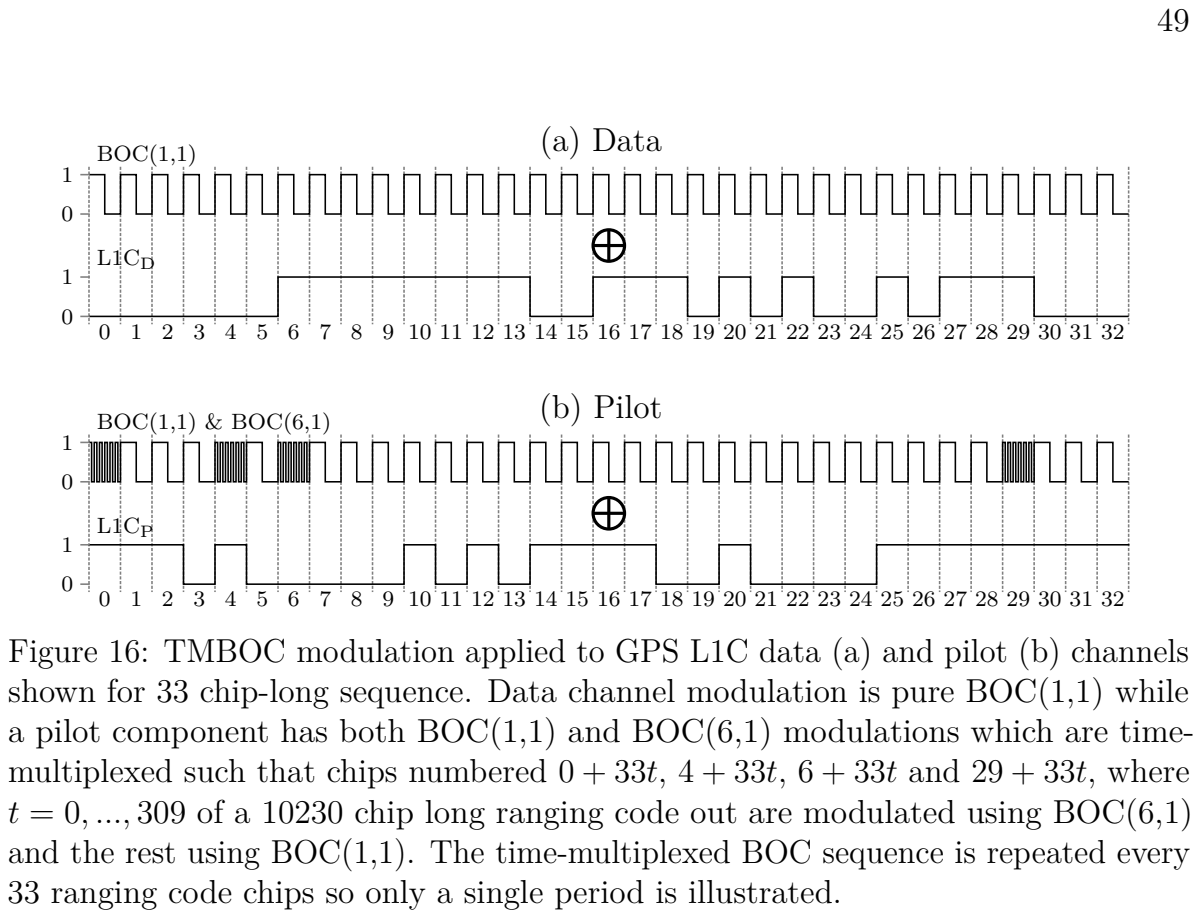 49
(a) Data
BOC(1,1)
1
0
L1C_D
1
0
0 1 2 3 4 5 6 7 8 9 10 11 12 13 14 15 16 17 18 19 20 21 22 23 24 25 26 27 28 29 30 31 32
(b) Pilot
BOC(1,1) & BOC(6,1)
1
0
L1C_P
1
0
0 1 2 3 4 5 6 7 8 9 10 11 12 13 14 15 16 17 18 19 20 21 22 23 24 25 26 27 28 29 30 31 32
Figure 16: TMBOC modulation applied to GPS L1C data (a) and pilot (b) channels
shown for 33 chip-long sequence. Data channel modulation is pure BOC(1,1) while
a pilot component has both BOC(1,1) and BOC(6,1) modulations which are time-
multiplexed such that chips numbered 0 + 33t, 4 + 33t, 6 + 33t and 29 + 33t, where
t = 0, ..., 309 of a 10230 chip long ranging code out are modulated using BOC(6,1)
and the rest using BOC(1,1). The time-multiplexed BOC sequence is repeated every
33 ranging code chips so only a single period is illustrated.